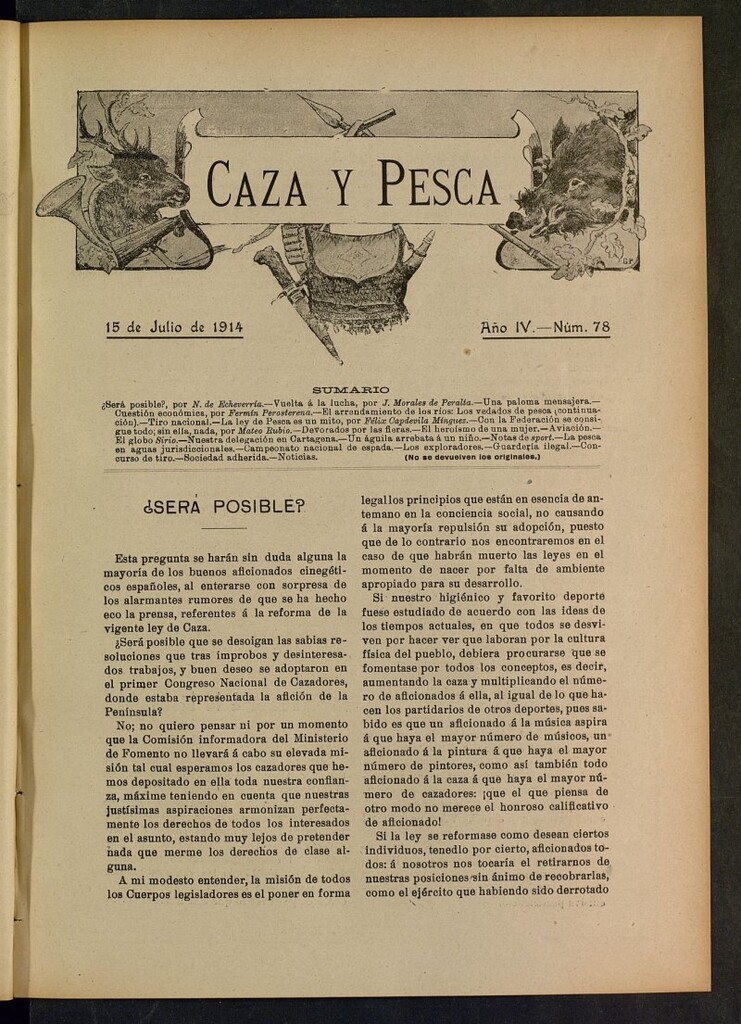 CAZA Y PESCA
15 de Julio de 1914
Año IV.—Núm. 78
SUMARIO
¿Será posible?, por N. de Echeverría.—Vuelta á la lucha, por J. Morales de Peralta.—Una paloma mensajera.—
Cuestión económica, por Fermín Perosterena.—El arrendamiento de los ríos: Los vedados de pesca (continua-
ción).—Tiro nacional.—La ley de Pesca es un mito, por Félix Capdevila Minguez.—Con la Federación se consi-
gue todo; sin ella, nada, por Mateo Rubio.—Devorados por las fieras.—El heroísmo de una mujer.—Aviación.—
El globo Sirio.—Nuestra delegación en Cartagena.—Un águila arrebata á un niño.—Notas de sport.—La pesca
en aguas jurisdiccionales.—Campeonato nacional de espada.—Los exploradores.—Guardería ilegal.—Con-
curso de tiro.—Sociedad adherida.—Noticias. (No se devuelven los originales.)
¿SERÁ POSIBLE?
Esta pregunta se harán sin duda alguna la
mayoría de los buenos aficionados cinegéti-
cos españoles, al enterarse con sorpresa de
los alarmantes rumores de que se ha hecho
eco la prensa, referentes á la reforma de la
vigente ley de Caza.
¿Será posible que se desoigan las sabias re-
soluciones que tras ímprobos y desinteresa-
dos trabajos, y buen deseo se adoptaron en
el primer Congreso Nacional de Cazadores,
donde estaba representada la afición de la
Península?
No; no quiero pensar ni por un momento
que la Comisión informadora del Ministerio
de Fomento no llevará á cabo su elevada mi-
sión tal cual esperamos los cazadores que he-
mos depositado en ella toda nuestra confian-
za, máxime teniendo en cuenta que nuestras
justísimas aspiraciones armonizan perfecta-
mente los derechos de todos los interesados
en el asunto, estando muy lejos de pretender
nada que merme los derechos de clase al-
guna.
A mi modesto entender, la misión de todos
los Cuerpos legisladores es el poner en forma
legal los principios que están en esencia de an-
temano en la conciencia social, no causando
á la mayoría repulsión su adopción, puesto
que de lo contrario nos encontraremos en el
caso de que habrán muerto las leyes en el
momento de nacer por falta de ambiente
apropiado para su desarrollo.
Si nuestro higiénico y favorito deporte
fuese estudiado de acuerdo con las ideas de
los tiempos actuales, en que todos se desvi-
ven por hacer ver que laboran por la cultura
física del pueblo, debiera procurarse que se
fomentase por todos los conceptos, es decir,
aumentando la caza y multiplicando el núme-
ro de aficionados á ella, al igual de lo que ha-
cen los partidarios de otros deportes, pues sa-
bido es que un aficionado á la música aspira
á que haya el mayor número de músicos, un
aficionado á la pintura á que haya el mayor
número de pintores, como así también todo
aficionado á la caza á que haya el mayor nú-
mero de cazadores: ¡que el que piensa de
otro modo no merece el honroso calificativo
de aficionado!
Si la ley se reformase como desean ciertos
individuos, tenedlo por cierto, aficionados to-
dos: á nosotros nos tocaría el retirarnos de
nuestras posiciones sin ánimo de recobrarlas,
como el ejército que habiendo sido derrotado